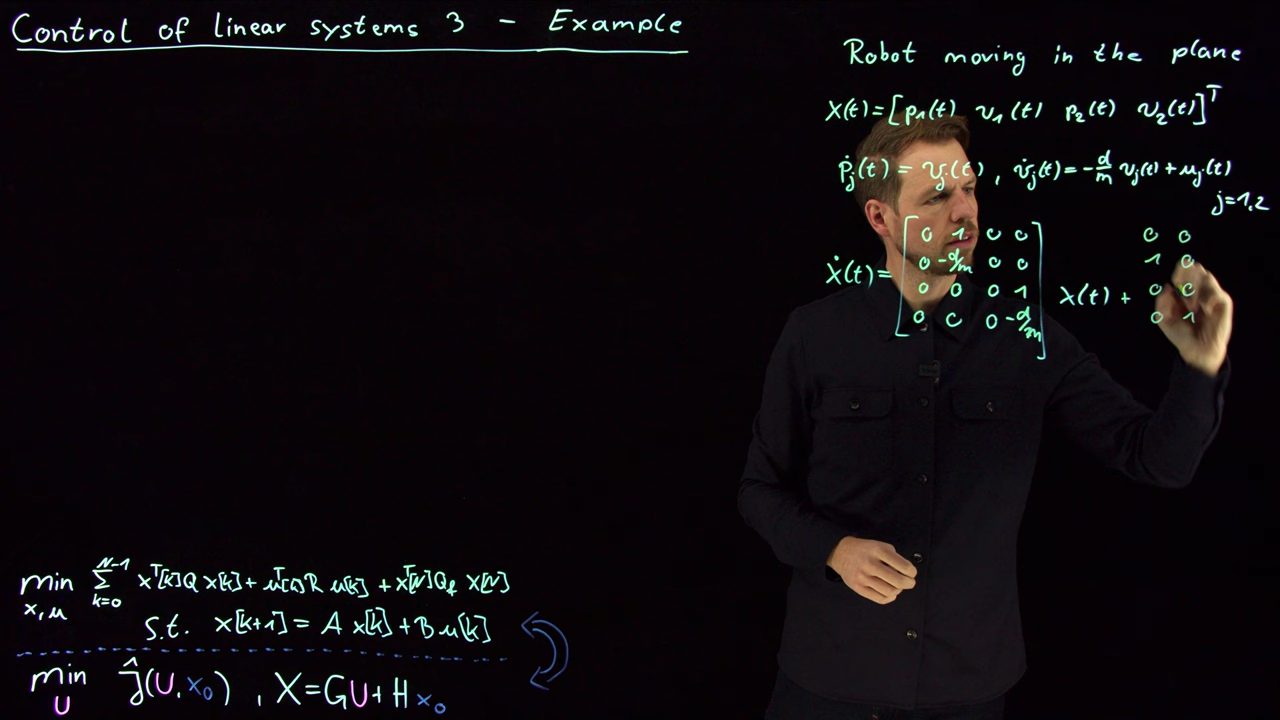 Control of linear systems 3 - Example
Robot moving in the plane
X(t)=[p₁(t) v₁(t) p₂(t) v₂(t)]ᵀ
ṗⱼ(t) = vⱼ(t), v̇ⱼ(t)=-d/m vⱼ(t)+uⱼ(t)
j=1,2
Ẋ(t)= [0 1 0 0; 0 -d/m 0 0; 0 0 0 1; 0 0 0 -d/m] X(t) + 0 0; 1 0; 0 0; 0 1
min x,u Σ k=0 N-1 xᵀ[k]Q x[k]+uᵀ[k]R u[k] +xᵀ[N]Q_f x[N]
s.t. x[k+1]= A x[k]+B u[k]
min U Ĵ(U,x₀), X=GU+H x₀